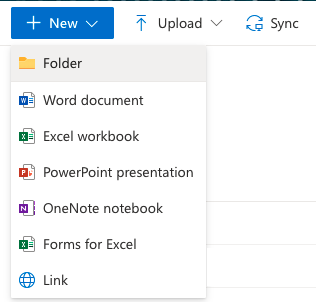 New Upload Sync
Folder
Word document
Excel workbook
PowerPoint presentation
OneNote notebook
Forms for Excel
Link